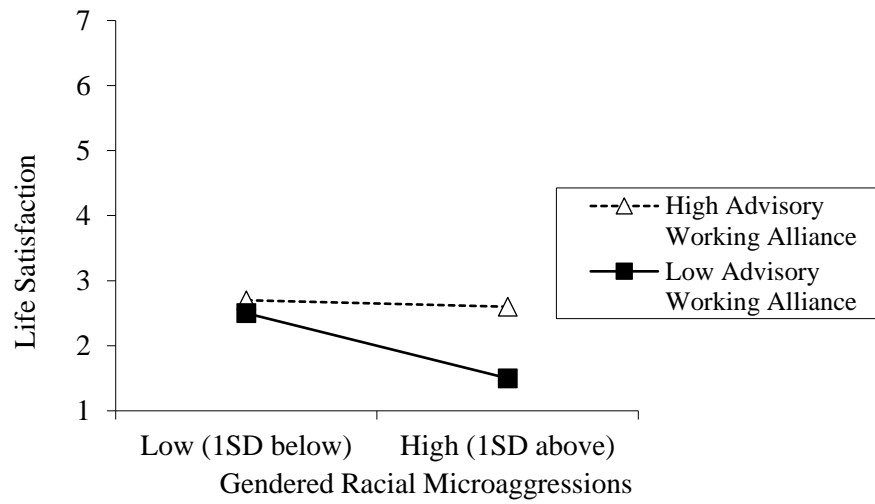 7
6
5
4
3
2
1
Life Satisfaction
Low (1SD below)
High (1SD above)
Gendered Racial Microaggressions
High Advisory
Working Alliance
Low Advisory
Working Alliance